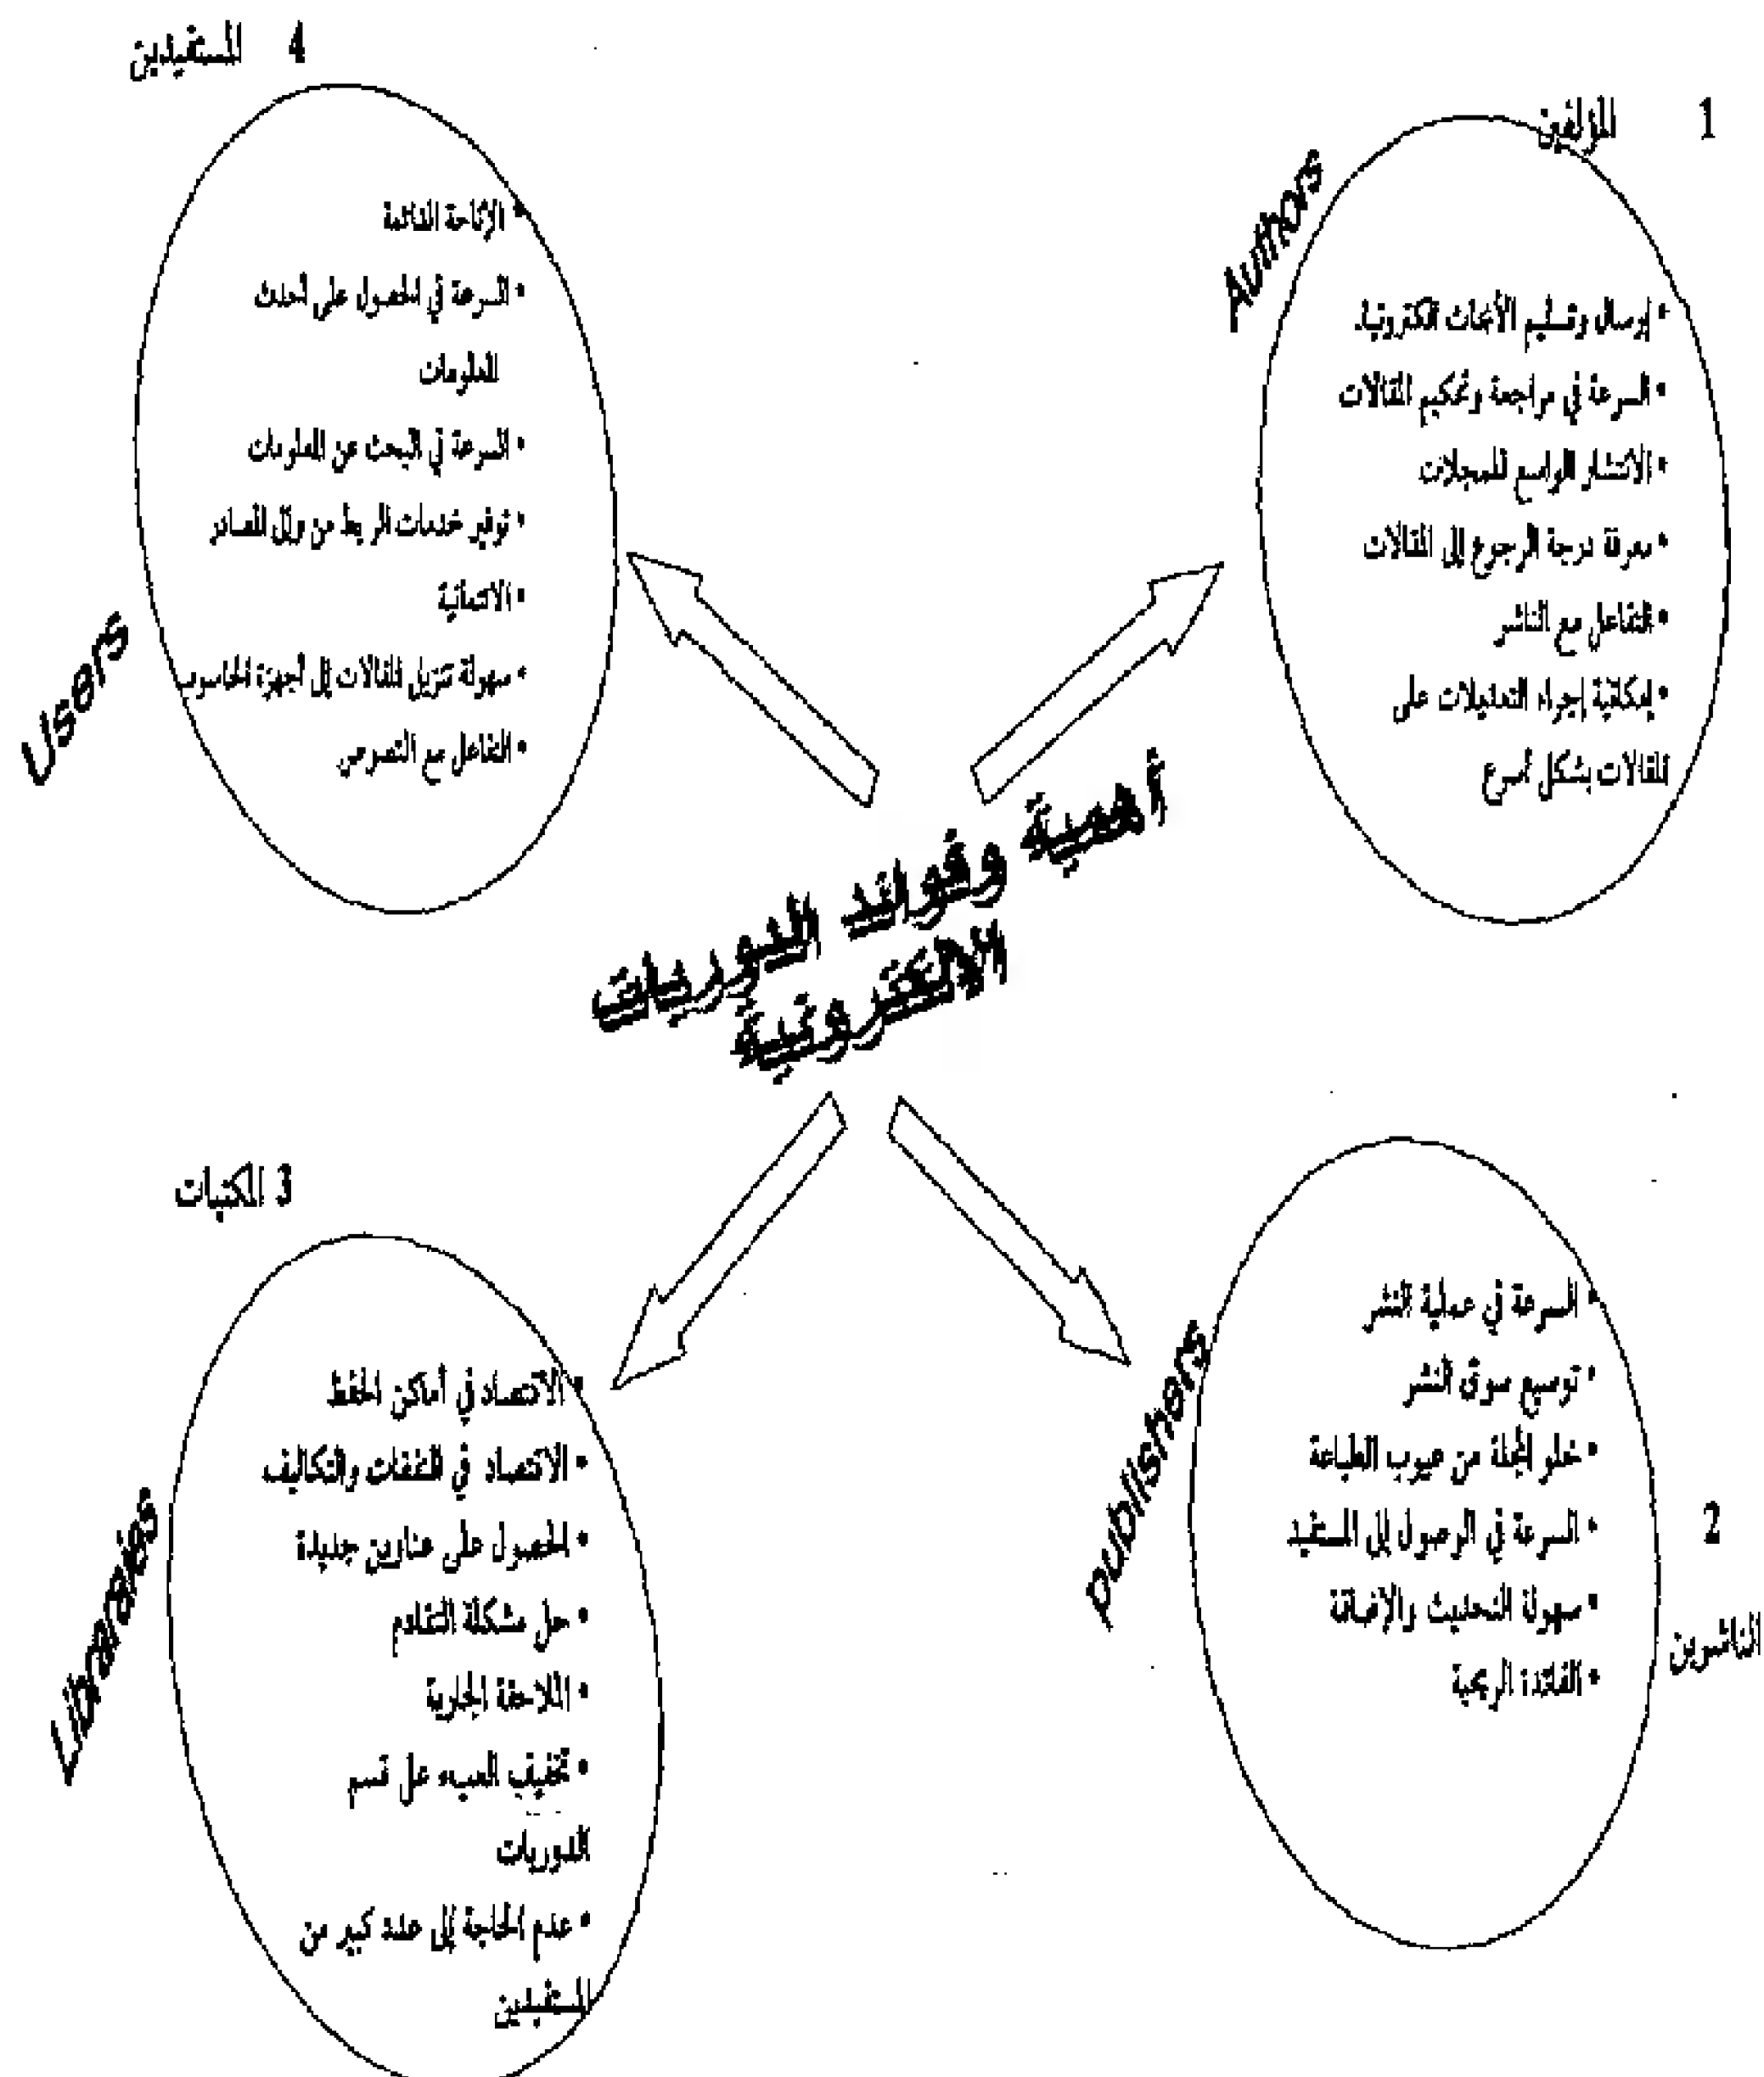 أهمية وفوائد الدوريات
الالكترونية
1 المؤلفين
Authors
• إرسال وتسليم الأبحاث الكترونيا.
• السرعة في مراجعة وتحكيم المقالات
• الانتشار الواسع للمجلات
• معرفة درجة الرجوع إلى المقالات
• التفاعل مع الناشر
• إمكانية إجراء التعديلات على
المقالات بشكل أسرع
2
الناشرين
publishers
• السرعة في عملية النشر
• توسيع سوق النشر
• خلو المجلة من عيوب الطباعة
• السرعة في الوصول إلى المستفيد
• سهولة التحديث والإضافة
• الفائدة الربحية
3 المكتبات
Libraries
• الاقتصاد في أماكن الحفظ
• الاقتصاد في النفقات والتكاليف
• الحصول على عناوين جديدة
• حل مشكلة التقادم
• الملاحقة الجارية
• تخفيف العبء عل قسم
الدوريات
• عدم الحاجة إلى عدد كبير من
المستفيدين
4 المستفيدين
Users
• الإتاحة الدائمة
• السرعة في الحصول على أحدث
المعلومات
• السرعة في البحث عن المعلومات
• توفير خدمات الربط من وإلى المصادر
• الائتمانية
• سهولة تنزيل المقالات إلى أجهزة الحاسوب
• التفاعل مع النصوص